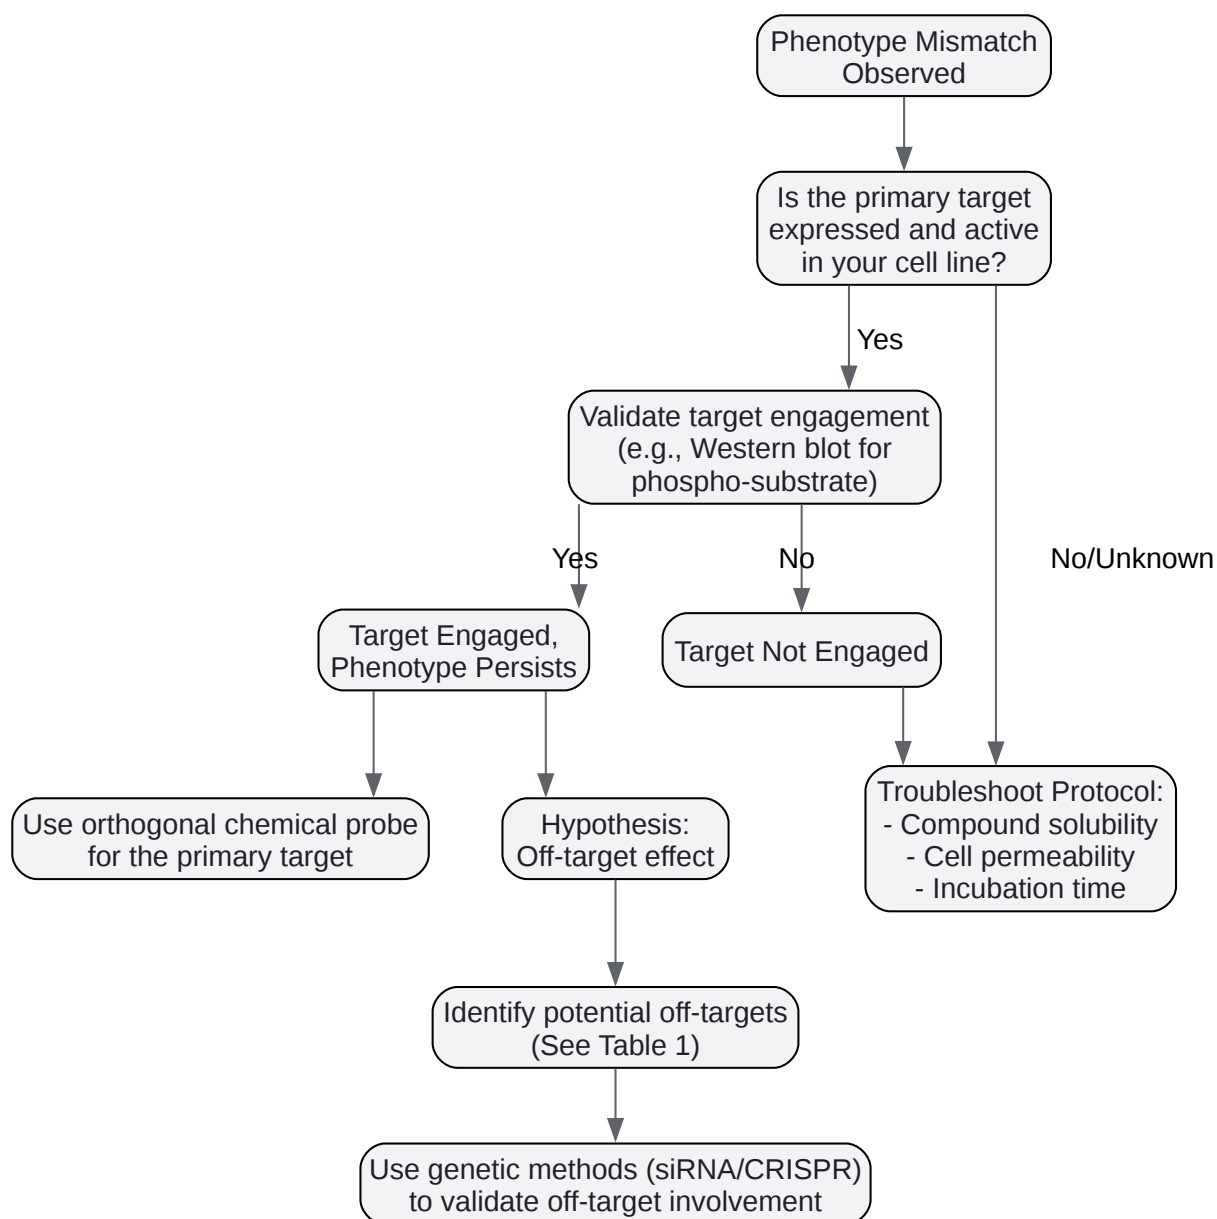 Phenotype Mismatch
Observed
Is the primary target
expressed and active
in your cell line?
Yes
Validate target engagement
(e.g., Western blot for
phospho-substrate)
Yes
No
No/Unknown
Target Engaged,
Phenotype Persists
Target Not Engaged
Use orthogonal chemical probe
for the primary target
Hypothesis:
Off-target effect
Troubleshoot Protocol:
- Compound solubility
- Cell permeability
- Incubation time
Identify potential off-targets
(See Table 1)
Use genetic methods (siRNA/CRISPR)
to validate off-target involvement